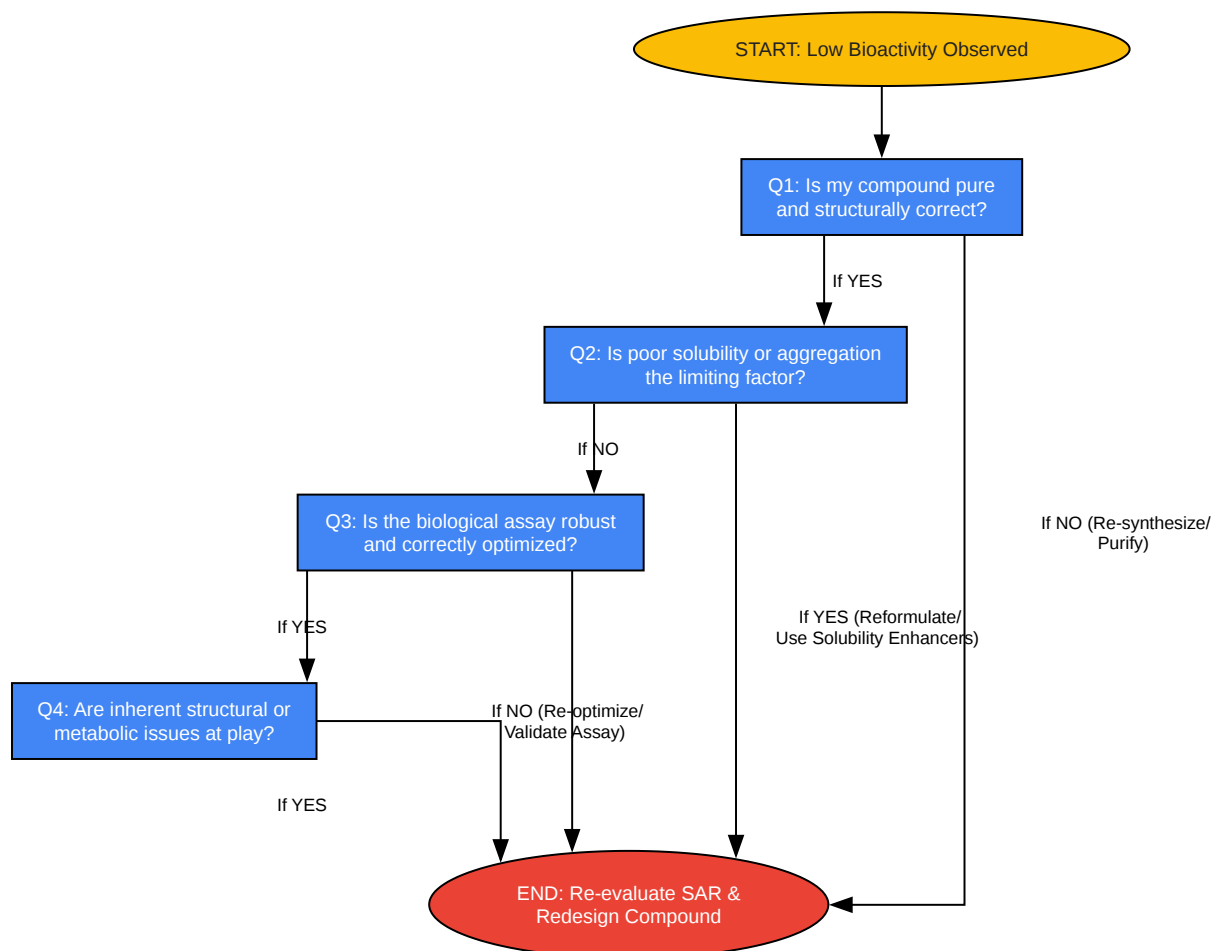 START: Low Bioactivity Observed
Q1: Is my compound pure
and structurally correct?
If YES
Q2: Is poor solubility or aggregation
the limiting factor?
If NO
Q3: Is the biological assay robust
and correctly optimized?
If NO (Re-synthesize/
Purify)
If YES
If YES (Reformulate/
Use Solubility Enhancers)
Q4: Are inherent structural or
metabolic issues at play?
If NO (Re-optimize/
Validate Assay)
If YES
END: Re-evaluate SAR &
Redesign Compound